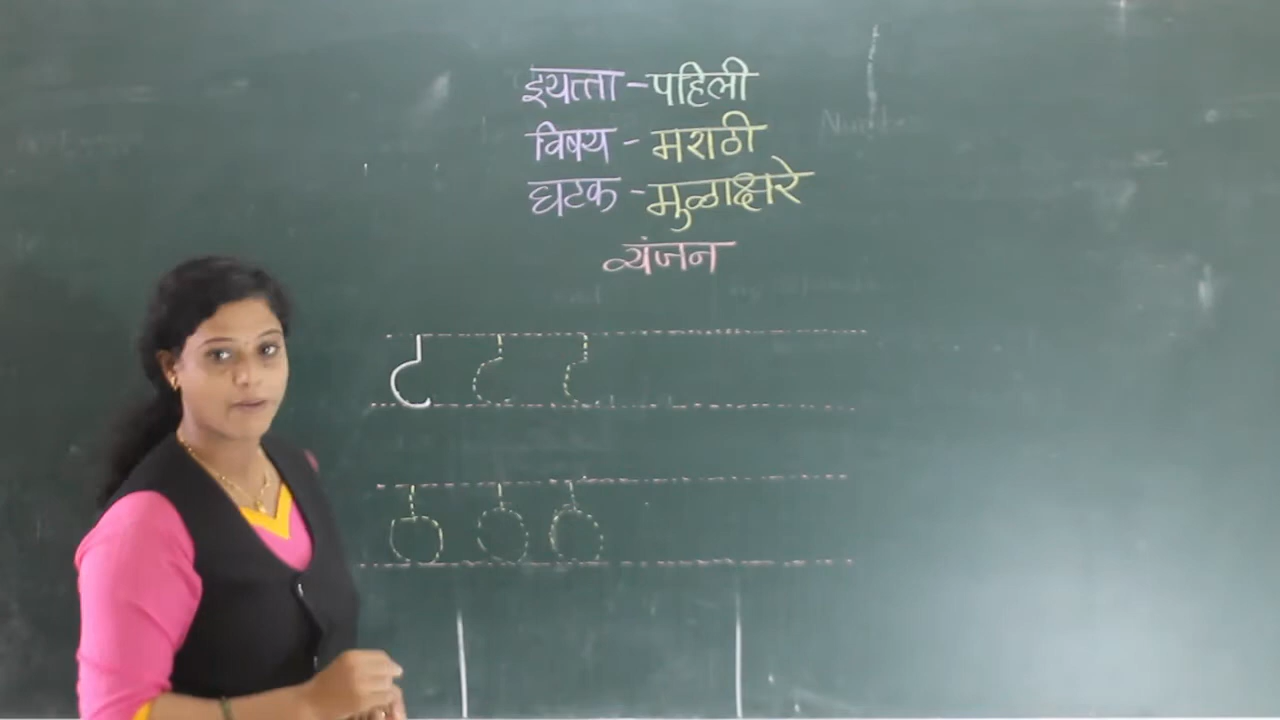 इयत्ता - पहिली
विषय - मराठी
घटक - मुळाक्षरे
व्यंजन
ट ट ट
ठ ठ ठ